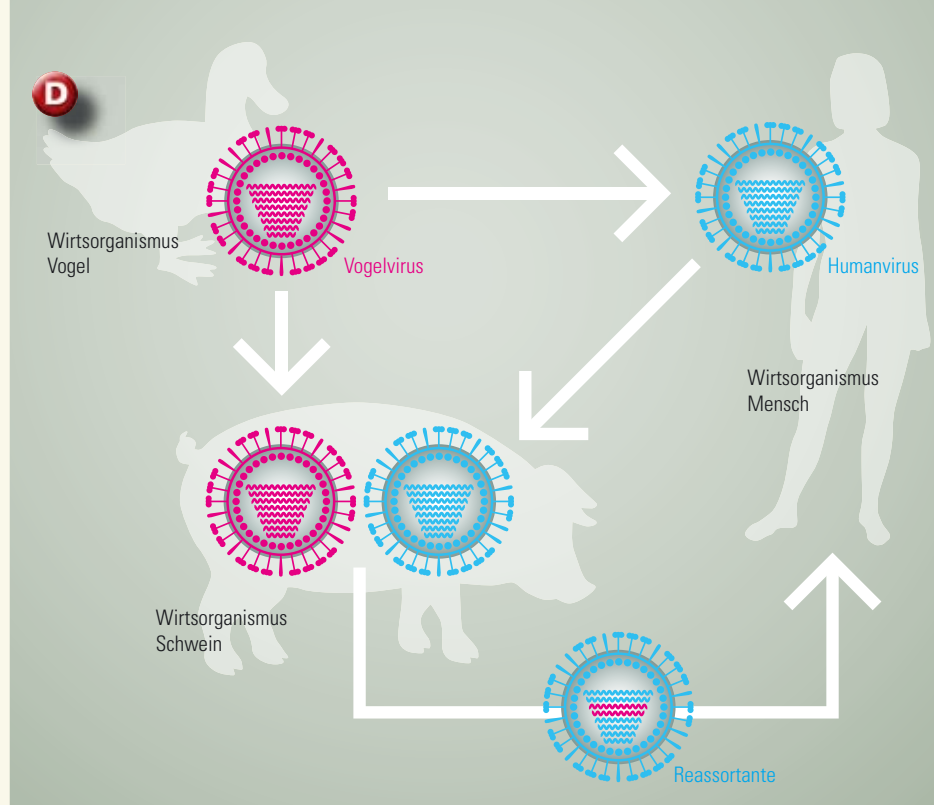 D
Wirtsorganismus
Vogel
Vogelvirus
Humanvirus
Wirtsorganismus
Mensch
Wirtsorganismus
Schwein
Reassortante